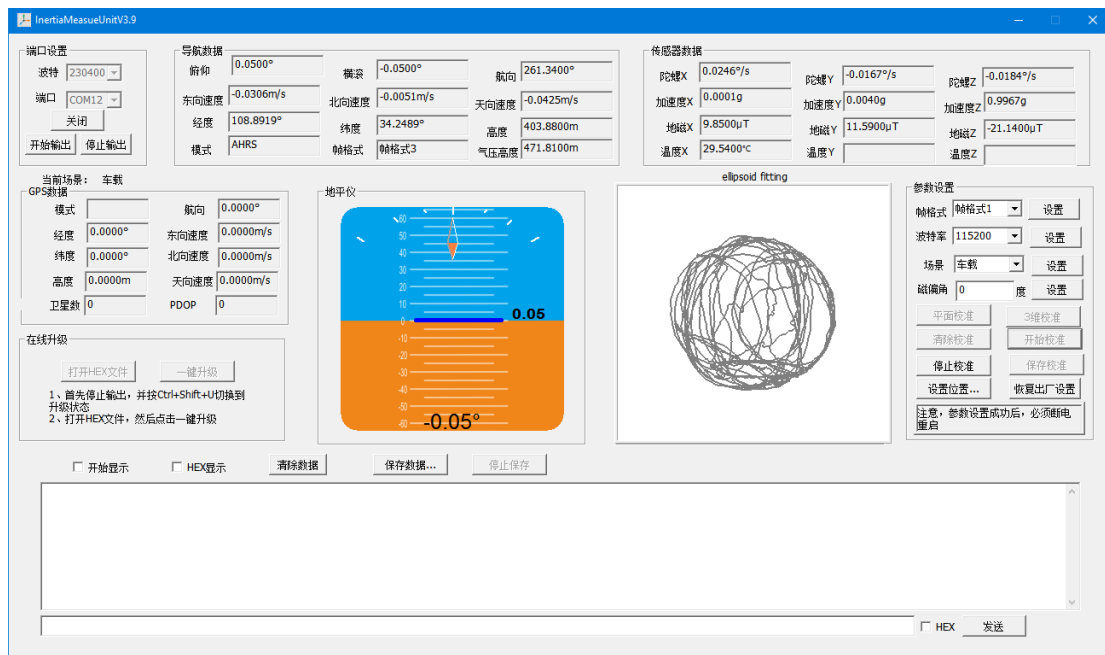 InertiaMeasueUnitV3.9
端口设置
波特 230400
端口 COM12
关闭
开始输出 停止输出
导航数据
俯仰 0.0500° 横滚 -0.0500° 航向 261.3400°
东向速度 -0.0306m/s 北向速度 -0.0051m/s 天向速度 -0.0425m/s
经度 108.8919° 纬度 34.2489° 高度 403.8800m
模式 AHRS 帧格式 帧格式3 气压高度 471.8100m
传感器数据
陀螺X 0.0246°/s 陀螺Y -0.0167°/s 陀螺Z -0.0184°/s
加速度X 0.0001g 加速度Y 0.0040g 加速度Z 0.9967g
地磁X 9.8500μT 地磁Y 11.5900μT 地磁Z -21.1400μT
温度X 29.5400℃ 温度Y 温度Z
当前场景: 车载
GPS数据
模式 航向 0.0000°
经度 0.0000° 东向速度 0.0000m/s
纬度 0.0000° 北向速度 0.0000m/s
高度 0.0000m 天向速度 0.0000m/s
卫星数 0 PDOP 0
在线升级
打开HEX文件 一键升级
1、首先停止输出，并按Ctrl+Shift+U切换到
升级状态
2、打开HEX文件，然后点击一键升级
地平仪
60
50
40
30
20
10
0
0.05
-10
-20
-30
-40
-50
-60
-0.05°
ellipsoid fitting
参数设置
帧格式 帧格式1 设置
波特率 115200 设置
场景 车载 设置
磁偏角 0 度 设置
平面校准 3维校准
清除校准 开始校准
停止校准 保存校准
设置位置... 恢复出厂设置
注意，参数设置成功后，必须断电
重启
开始显示 HEX显示 清除数据 保存数据... 停止保存
HEX 发送